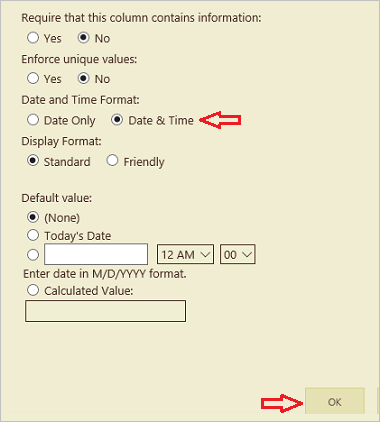 Require that this column contains information:
Yes No
Enforce unique values:
Yes No
Date and Time Format:
Date Only Date & Time
Display Format:
Standard Friendly
Default value:
(None)
Today's Date
12 AM 00
Enter date in M/D/YYYY format.
Calculated Value:
OK